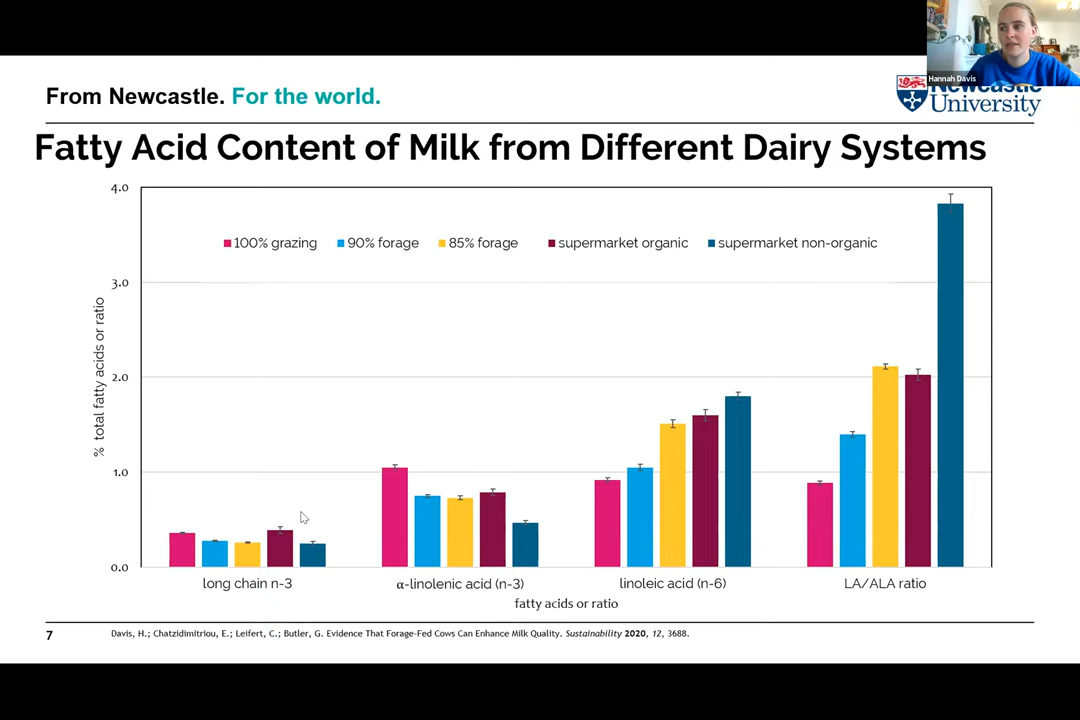 Hannah Davis
From Newcastle. For the world.
Newcastle
University
Fatty Acid Content of Milk from Different Dairy Systems
4.0
100% grazing 90% forage 85% forage supermarket organic supermarket non-organic
3.0
% total fatty acids or ratio
2.0
1.0
0.0
long chain n-3 α-linolenic acid (n-3) linoleic acid (n-6) LA/ALA ratio
fatty acids or ratio
7 Davis, H.; Chatzidimitriou, E.; Leifert, C.; Butler, G. Evidence That Forage-Fed Cows Can Enhance Milk Quality. Sustainability 2020, 12, 3688.